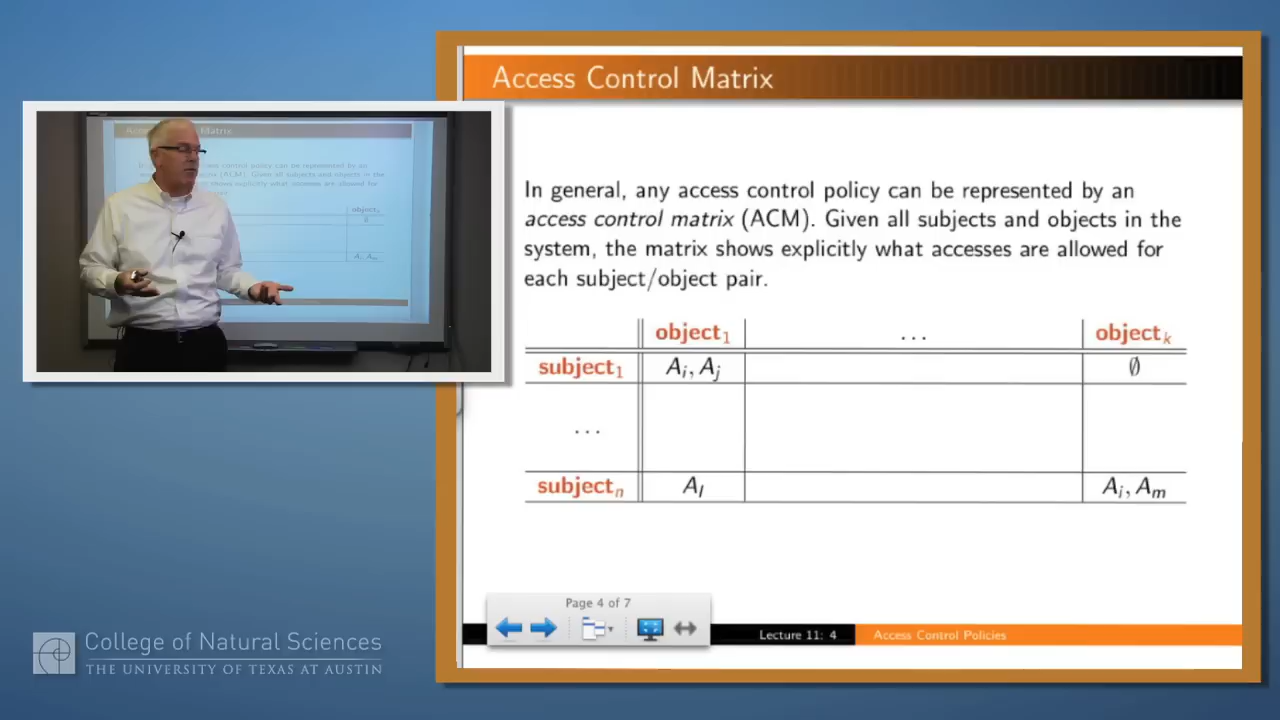 Access Control Matrix
In general, any access control policy can be represented by an
access control matrix (ACM). Given all subjects and objects in the
system, the matrix shows explicitly what accesses are allowed for
each subject/object pair.
object₁ ... objectₖ
subject₁ Aᵢ, Aⱼ ∅
...
subjectₙ Aₗ Aᵢ, Aₘ
Page 4 of 7
Lecture 11: 4 Access Control Policies
College of Natural Sciences
THE UNIVERSITY OF TEXAS AT AUSTIN